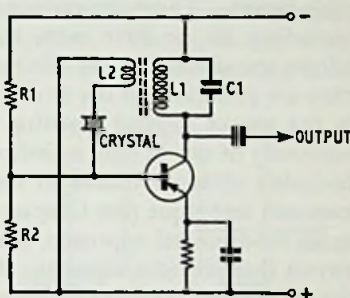 -
L2
L1
C1
R1
CRYSTAL
OUTPUT
R2
+